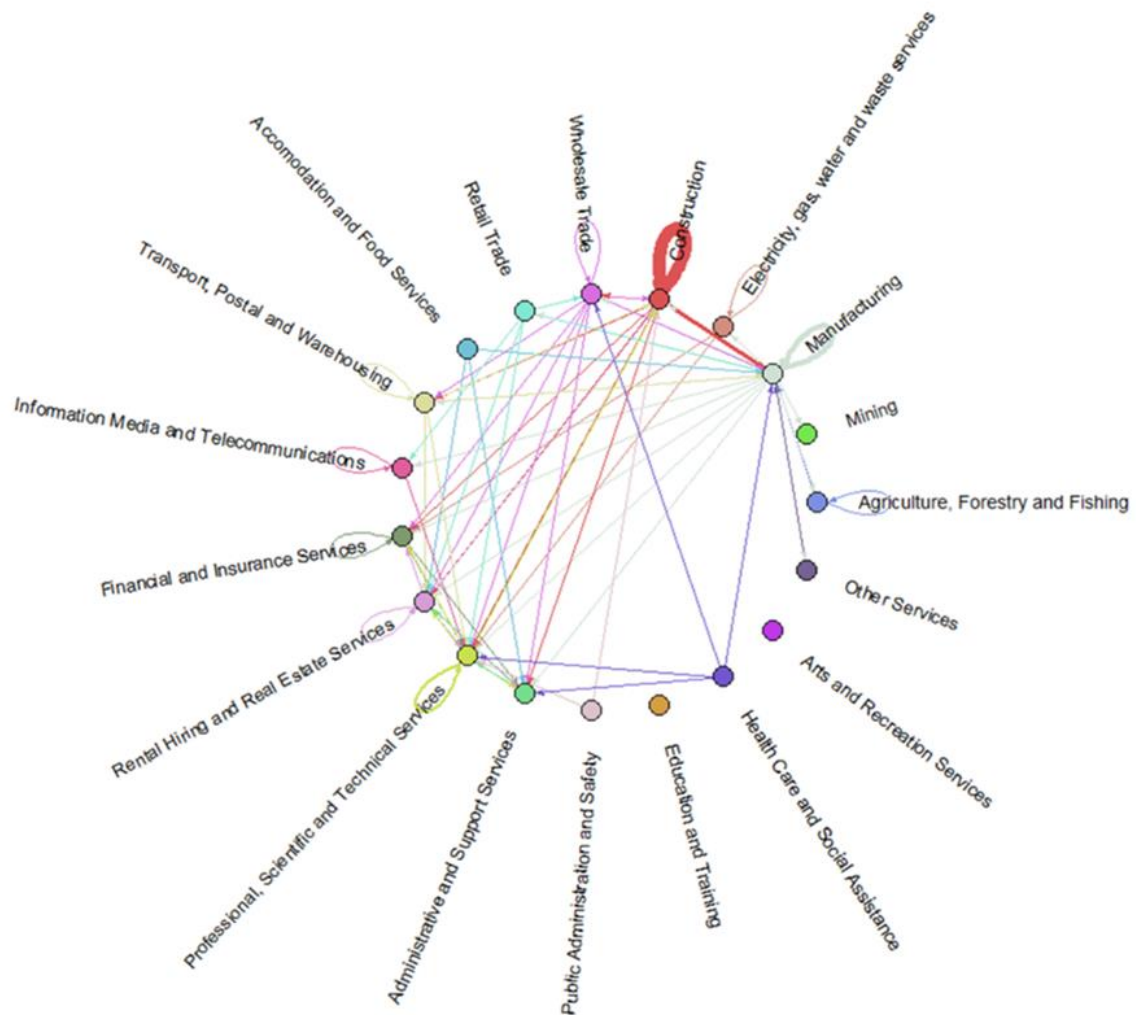 Electricity, gas, water and waste services
Construction
Wholesale Trade
Retail Trade
Accomodation and Food Services
Transport, Postal and Warehousing
Information Media and Telecommunications
Financial and Insurance Services
Rental Hiring and Real Estate Services
Professional, Scientific and Technical Services
Administrative and Support Services
Public Administration and Safety
Education and Training
Health Care and Social Assistance
Arts and Recreation Services
Other Services
Agriculture, Forestry and Fishing
Mining
Manufacturing